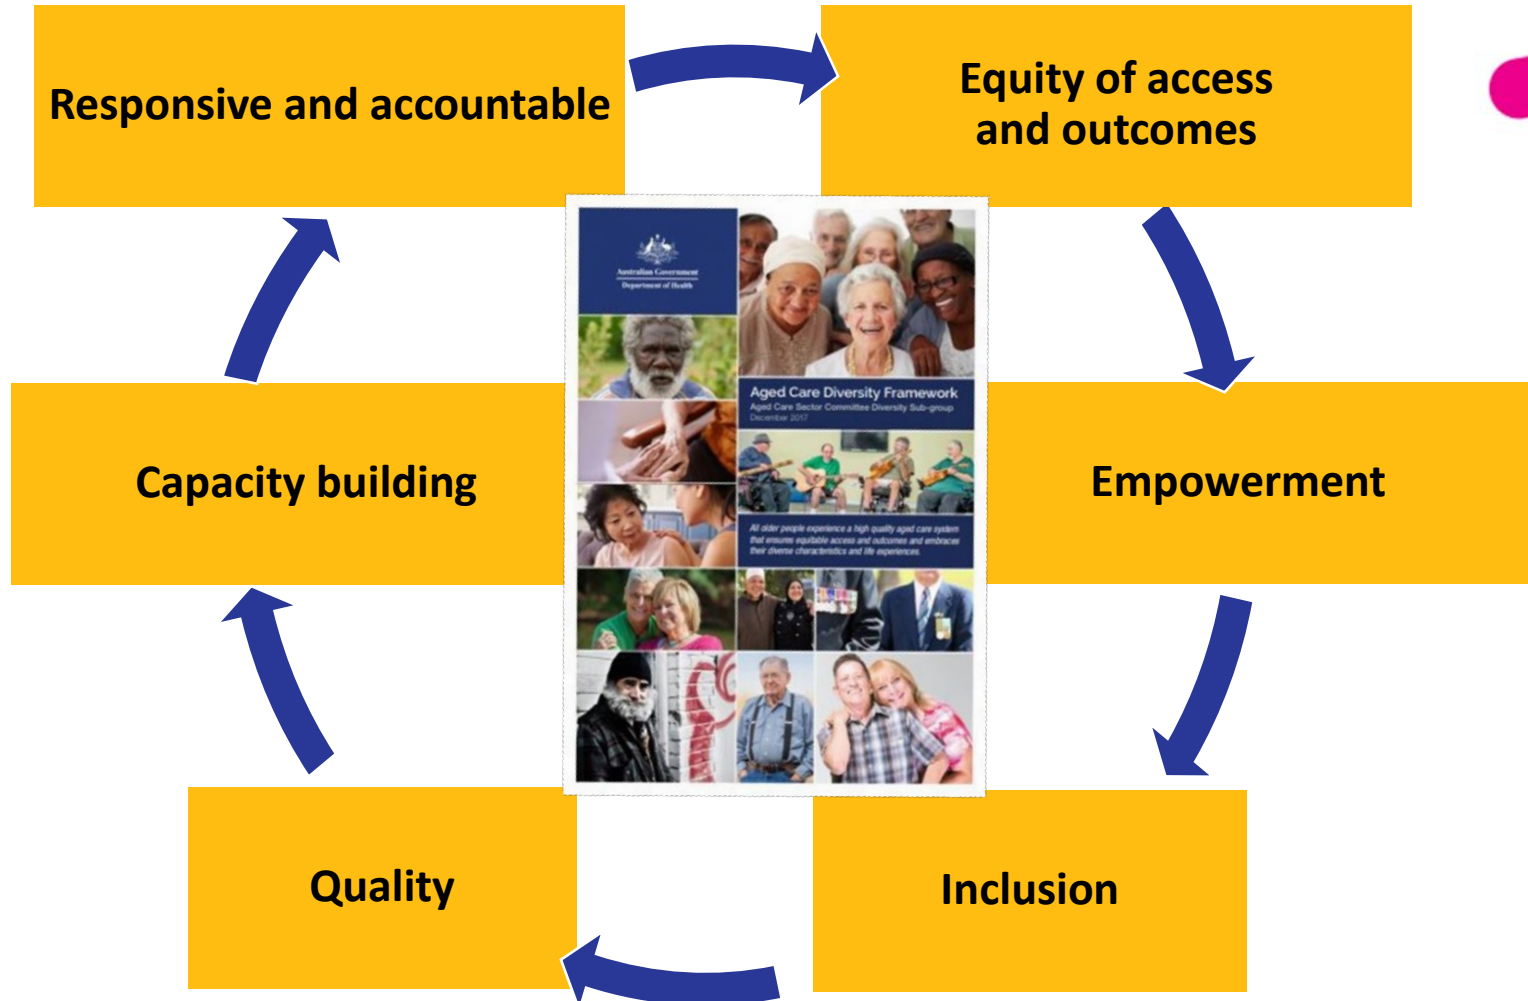 Responsive and accountable
Equity of access
and outcomes
Australian Government
Department of Health
Aged Care Diversity Framework
Aged Care Sector Committee Diversity Sub-group
December 2017
All older people experience a high quality aged care system
that ensures equitable access and outcomes and embraces
their diverse characteristics and life experiences.
Capacity building
Empowerment
Quality
Inclusion